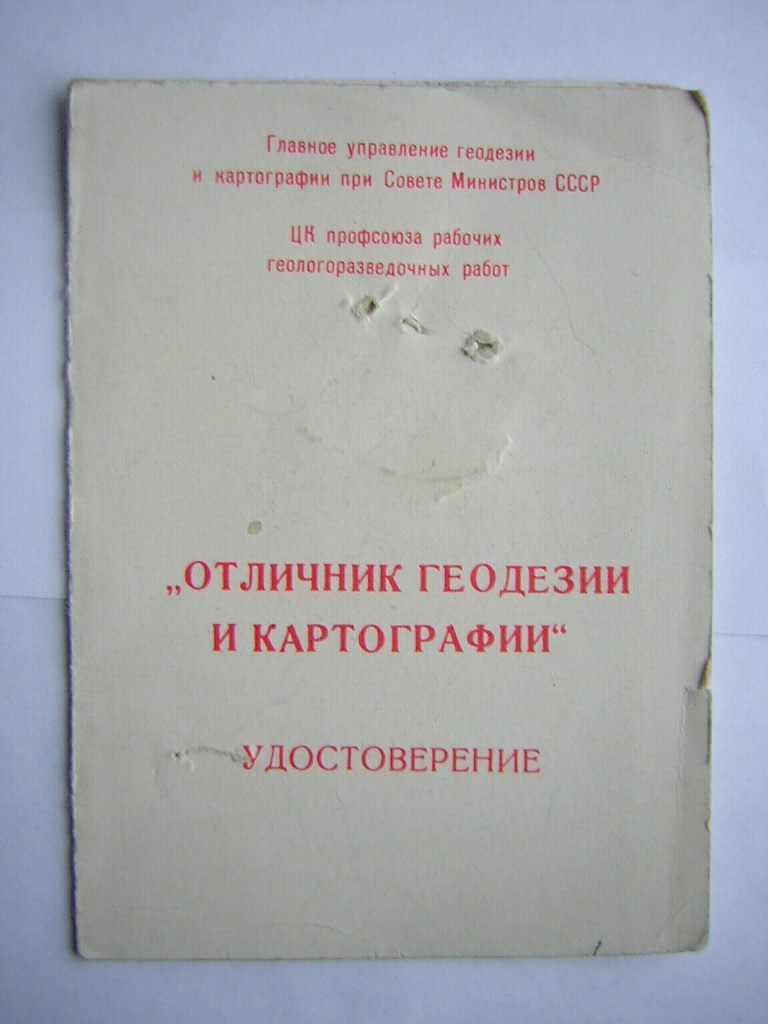 Главное управление геодезии
и картографии при Совете Министров СССР
ЦК профсоюза рабочих
геологоразведочных работ
„ОТЛИЧНИК ГЕОДЕЗИИ
И КАРТОГРАФИИ“
УДОСТОВЕРЕНИЕ